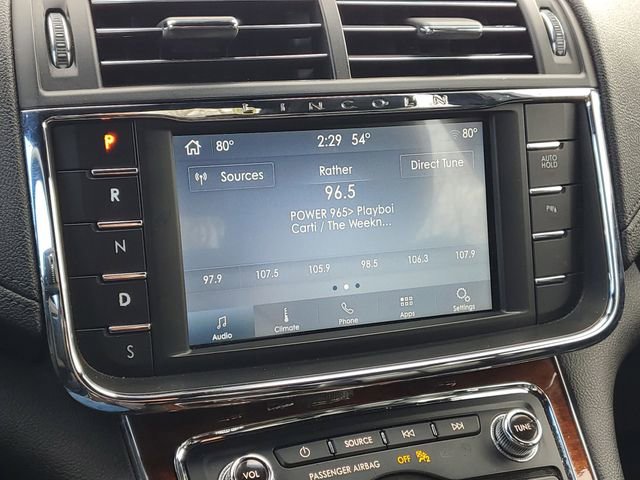 LINCOLN
P
R
N
D
S
80°
2:29 54°
80°
Sources
Rather
Direct Tune
96.5
POWER 965> Playboi
Carti / The Weekn...
97.9 107.5 105.9 98.5 106.3 107.9
Audio Climate Phone Apps Settings
AUTO
HOLD
VOL
SOURCE
TUNE
PASSENGER AIRBAG OFF